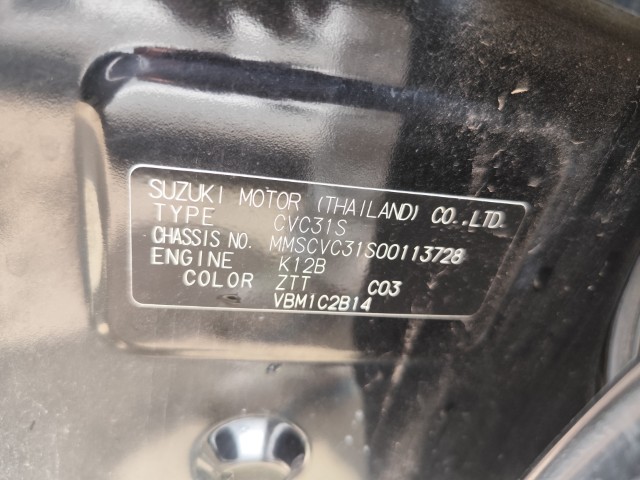 SUZUKI MOTOR (THAILAND) CO.,LTD.
TYPE CVC31S
CHASSIS NO. MMSCVC31S00113728
ENGINE K12B
COLOR ZTT C03
VBM1C2B14